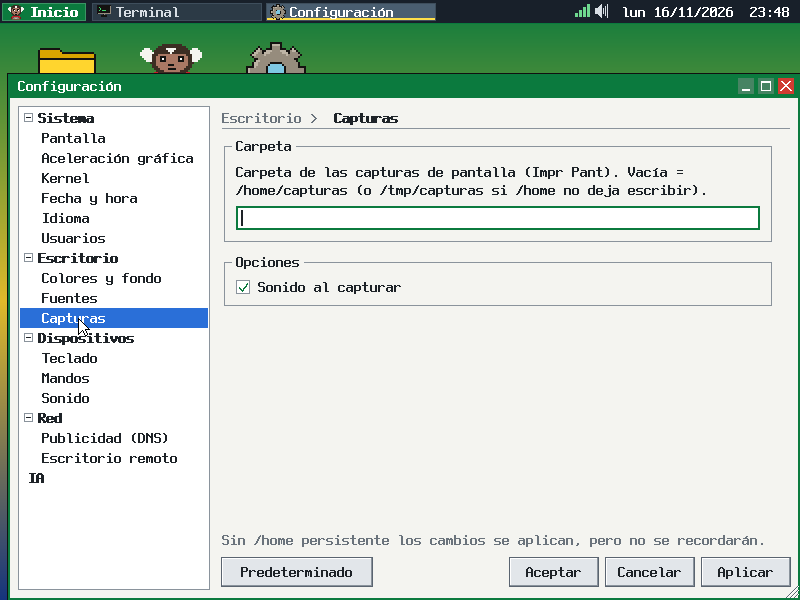 Inicio
Terminal
Configuración
lun 16/11/2026 23:48
Configuración
Sistema
Pantalla
Aceleración gráfica
Kernel
Fecha y hora
Idioma
Usuarios
Escritorio
Colores y fondo
Fuentes
Capturas
Dispositivos
Teclado
Mandos
Sonido
Red
Publicidad (DNS)
Escritorio remoto
IA
Escritorio > Capturas
Carpeta
Carpeta de las capturas de pantalla (Impr Pant). Vacía =
/home/capturas (o /tmp/capturas si /home no deja escribir).
Opciones
Sonido al capturar
Sin /home persistente los cambios se aplican, pero no se recordarán.
Predeterminado
Aceptar
Cancelar
Aplicar